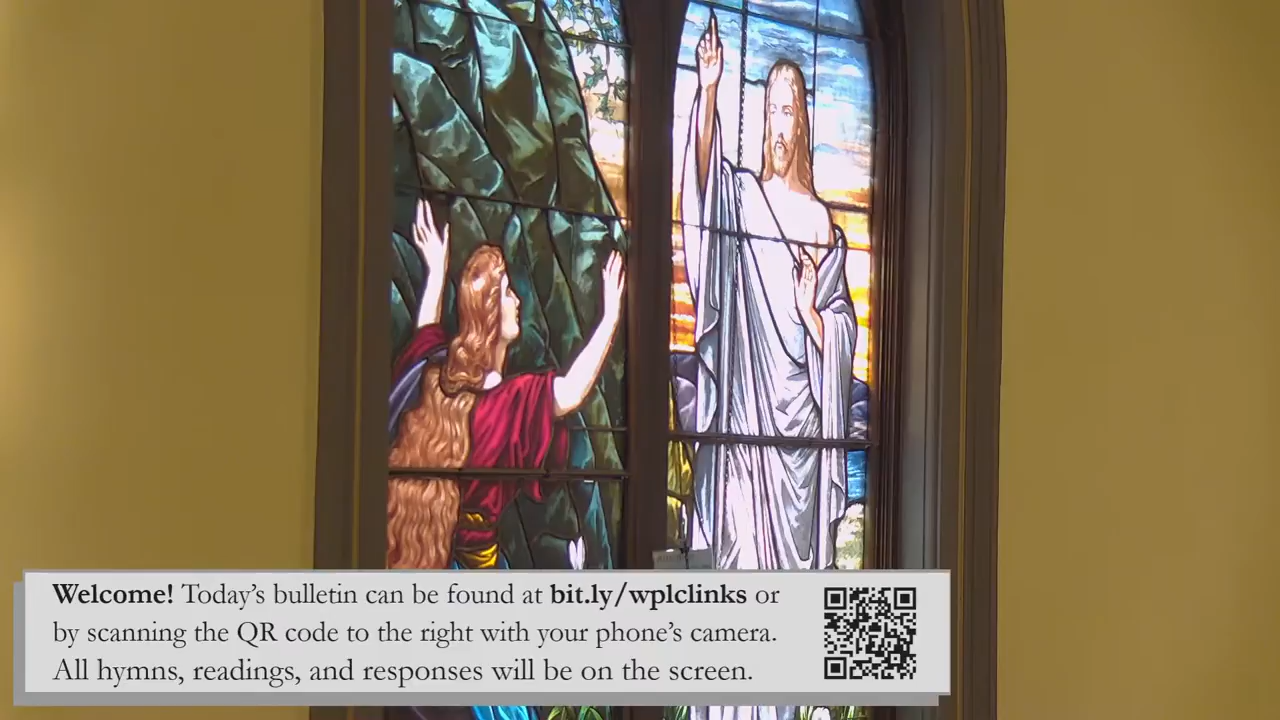 Welcome! Today's bulletin can be found at bit.ly/wplclinks or
by scanning the QR code to the right with your phone's camera.
All hymns, readings, and responses will be on the screen.